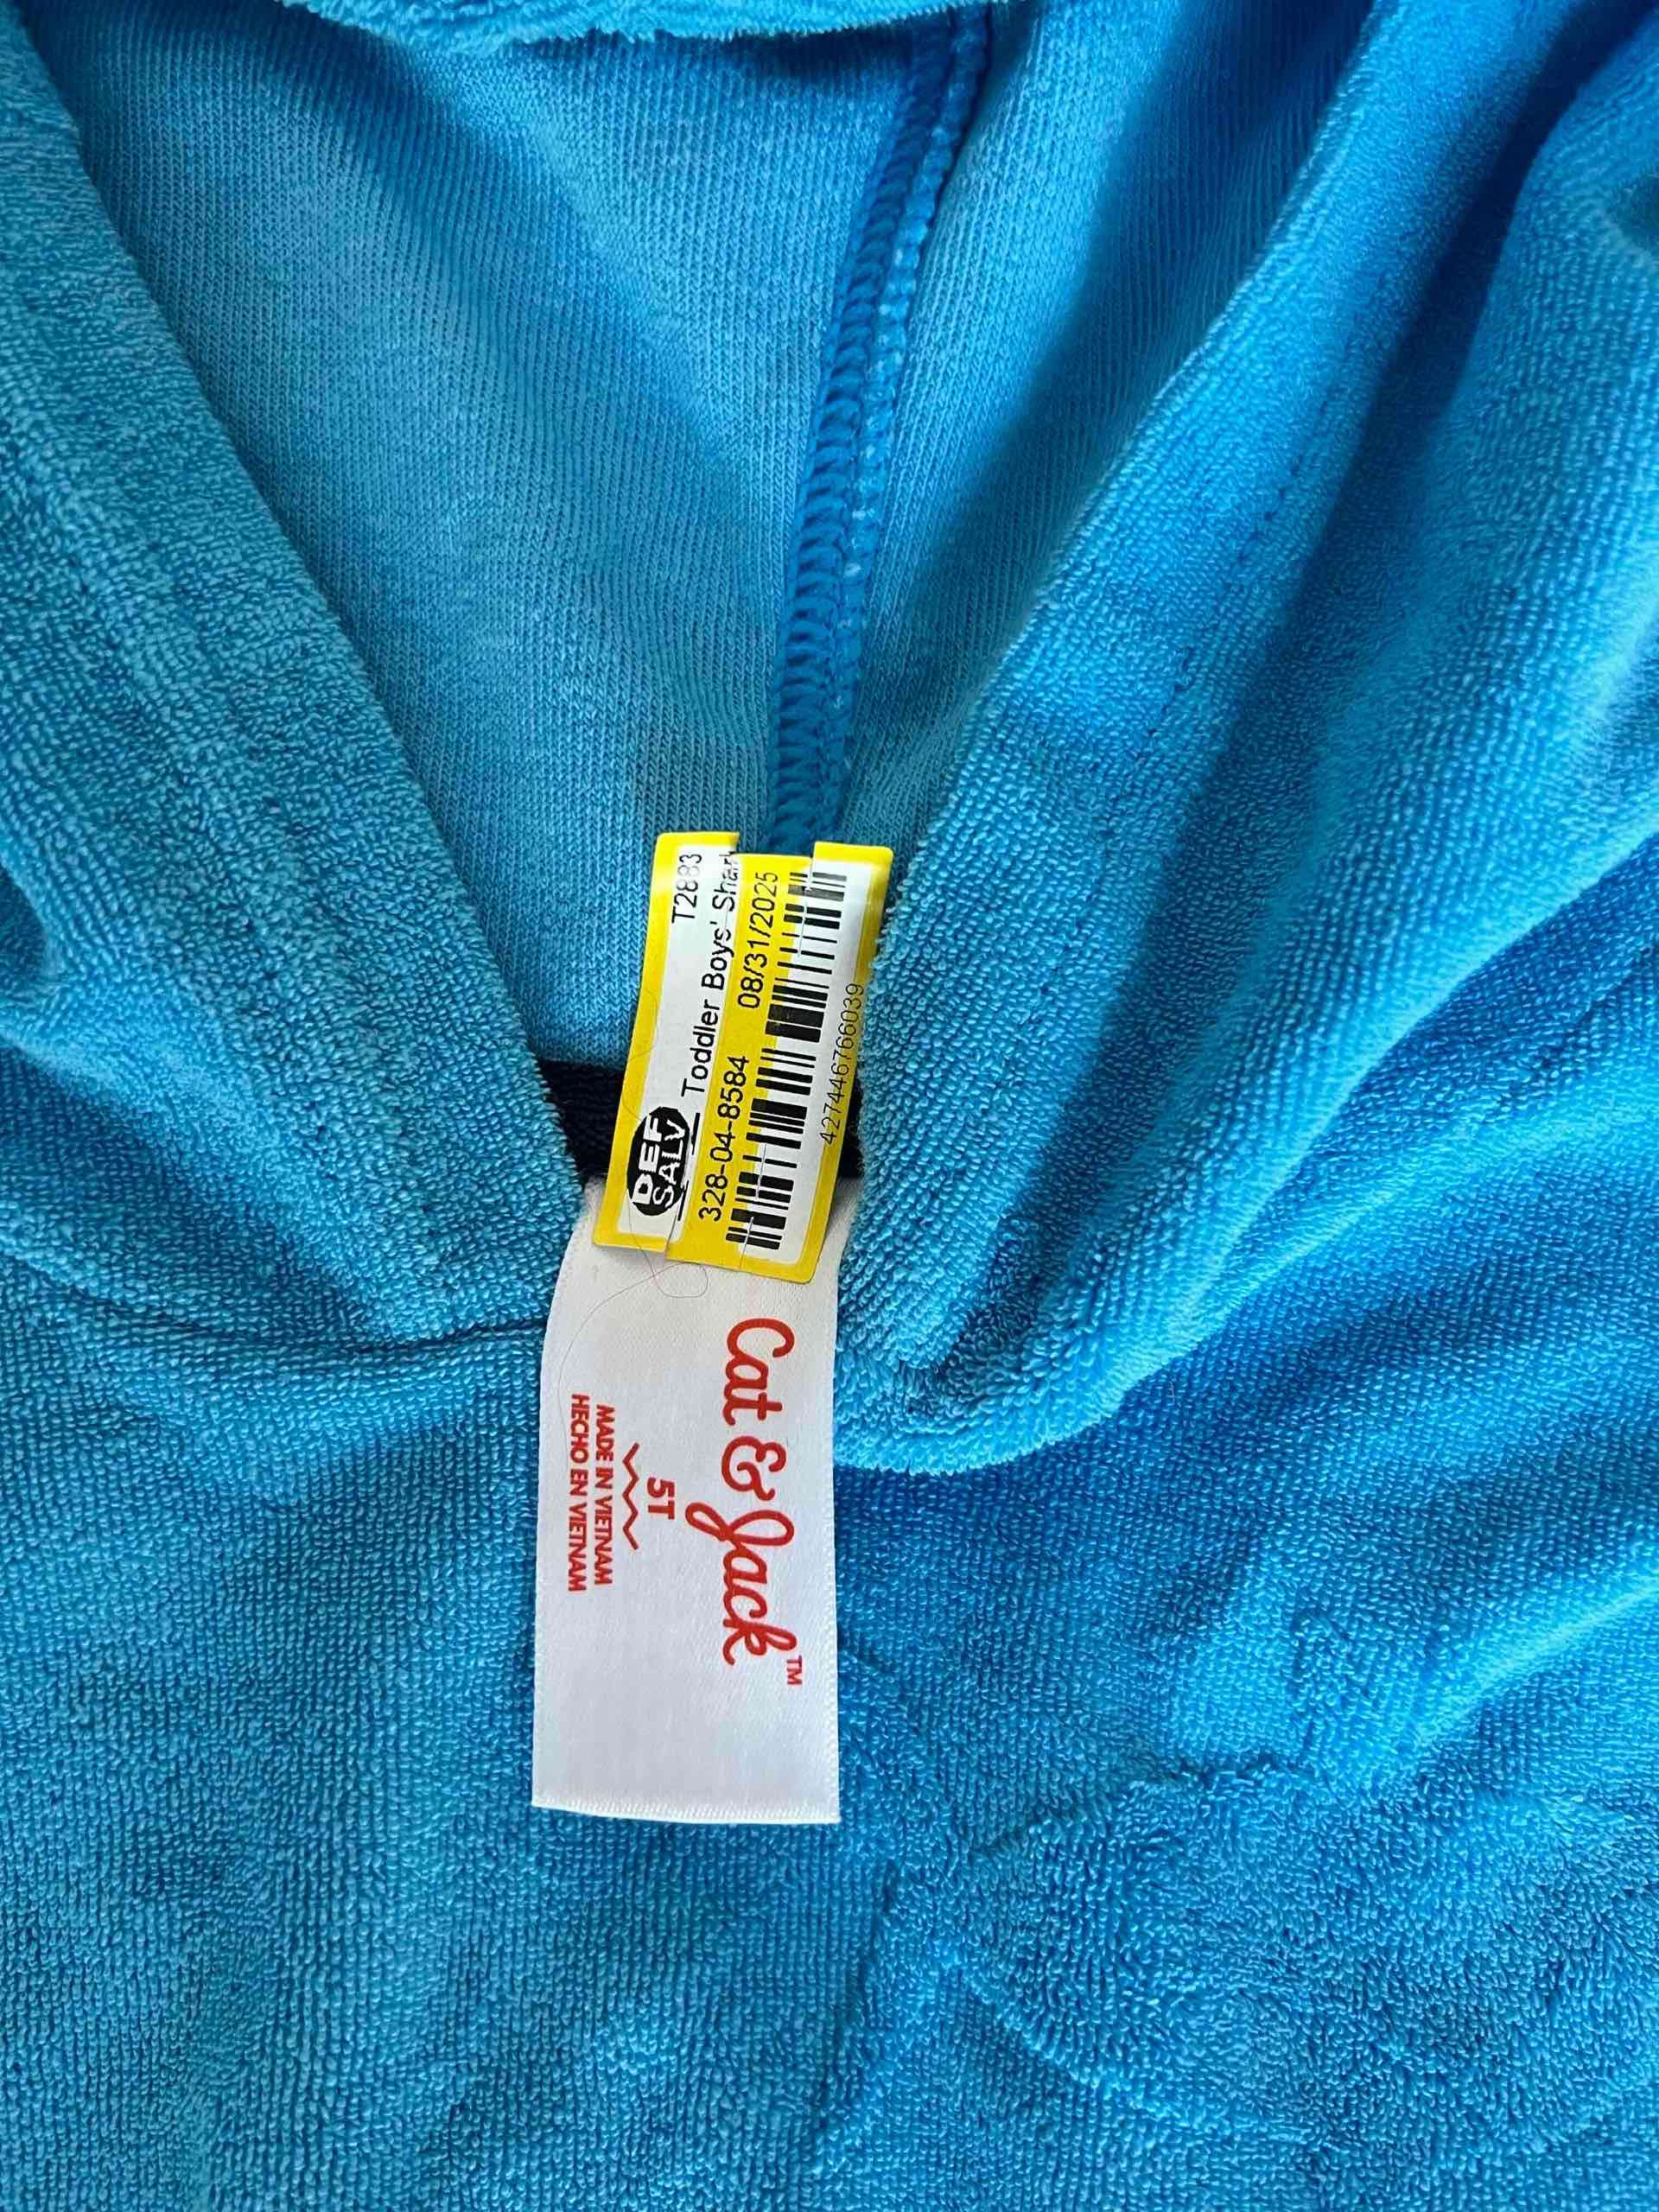 T2883
DEF
SALV
Toddler Boys' Shark
328-04-8584 08/31/2025
427446766039
Cat & Jack™
5T
MADE IN VIETNAM
HECHO EN VIETNAM